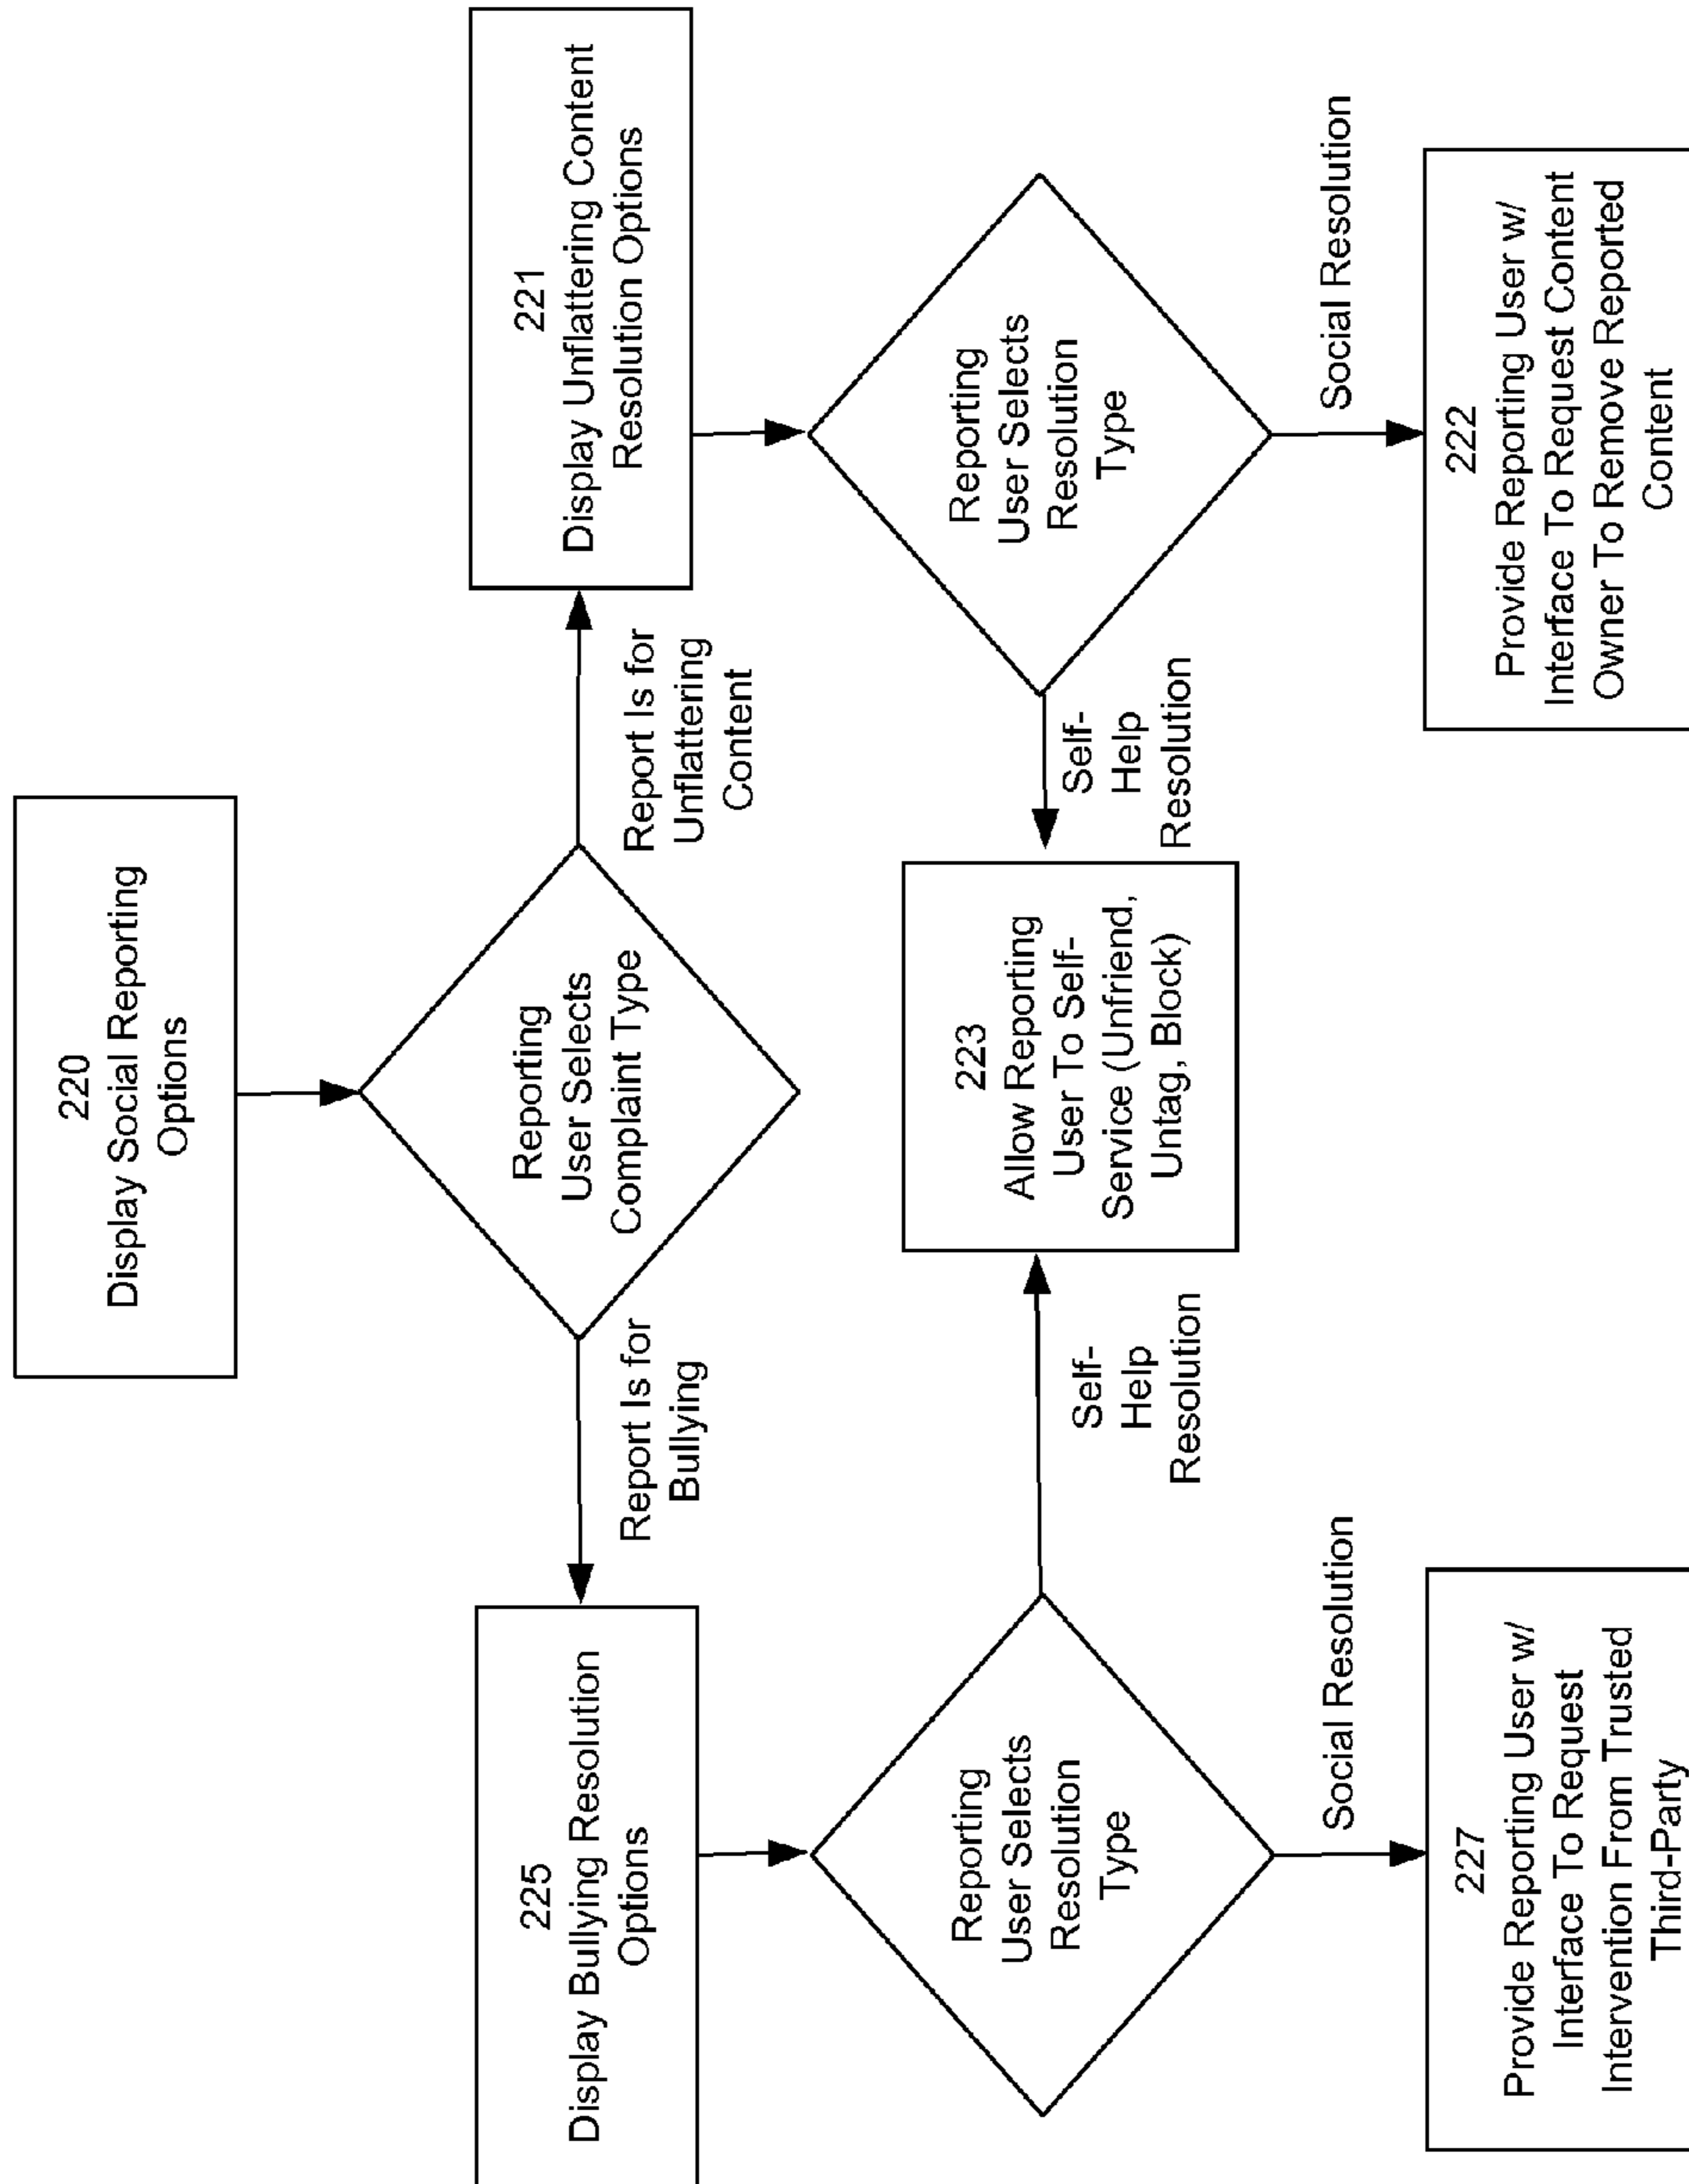 220
Display Social Reporting
Options
Reporting
User Selects
Complaint Type
Report Is for
Bullying
Report Is for
Unflattering
Content
225
Display Bullying Resolution
Options
221
Display Unflattering Content
Resolution Options
Reporting
User Selects
Resolution
Type
Self-
Help
Resolution
223
Allow Reporting
User To Self-
Service (Unfriend,
Untag, Block)
Self-
Help
Resolution
Reporting
User Selects
Resolution
Type
Social Resolution
Social Resolution
227
Provide Reporting User w/
Interface To Request
Intervention From Trusted
Third-Party
222
Provide Reporting User w/
Interface To Request Content
Owner To Remove Reported
Content